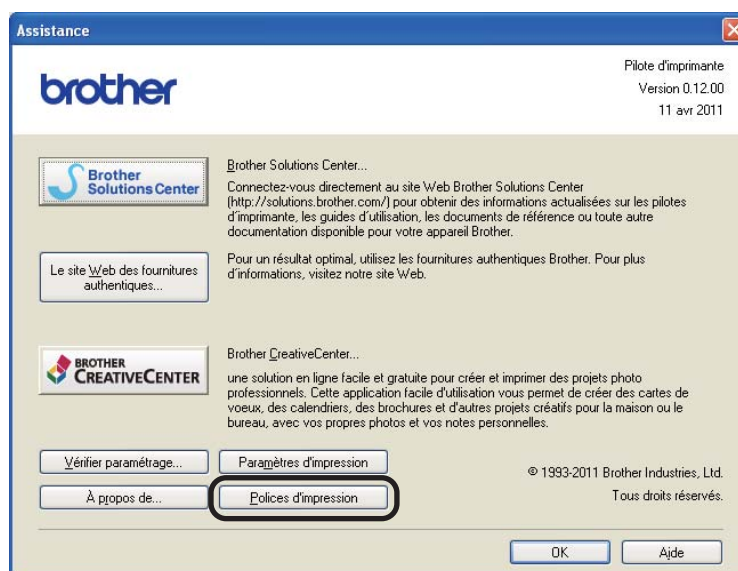 Assistance
brother
Pilote d'imprimante
Version 0.12.00
11 avr 2011
Brother
Solutions Center
Brother Solutions Center...
Connectez-vous directement au site Web Brother Solutions Center
(http://solutions.brother.com/) pour obtenir des informations actualisées sur les pilotes
d'imprimante, les guides d'utilisation, les documents de référence ou toute autre
documentation disponible pour votre appareil Brother.
Le site Web des fournitures
authentiques...
Pour un résultat optimal, utilisez les fournitures authentiques Brother. Pour plus
d'informations, visitez notre site Web.
BROTHER
CREATIVECENTER
Brother CreativeCenter...
une solution en ligne facile et gratuite pour créer et imprimer des projets photo
professionnels. Cette application facile d'utilisation vous permet de créer des cartes de
voeux, des calendriers, des brochures et d'autres projets créatifs pour la maison ou le
bureau, avec vos propres photos et vos notes personnelles.
Vérifier paramétrage...
Paramètres d'impression
À propos de...
Polices d'impression
© 1993-2011 Brother Industries, Ltd.
Tous droits réservés.
OK
Aide